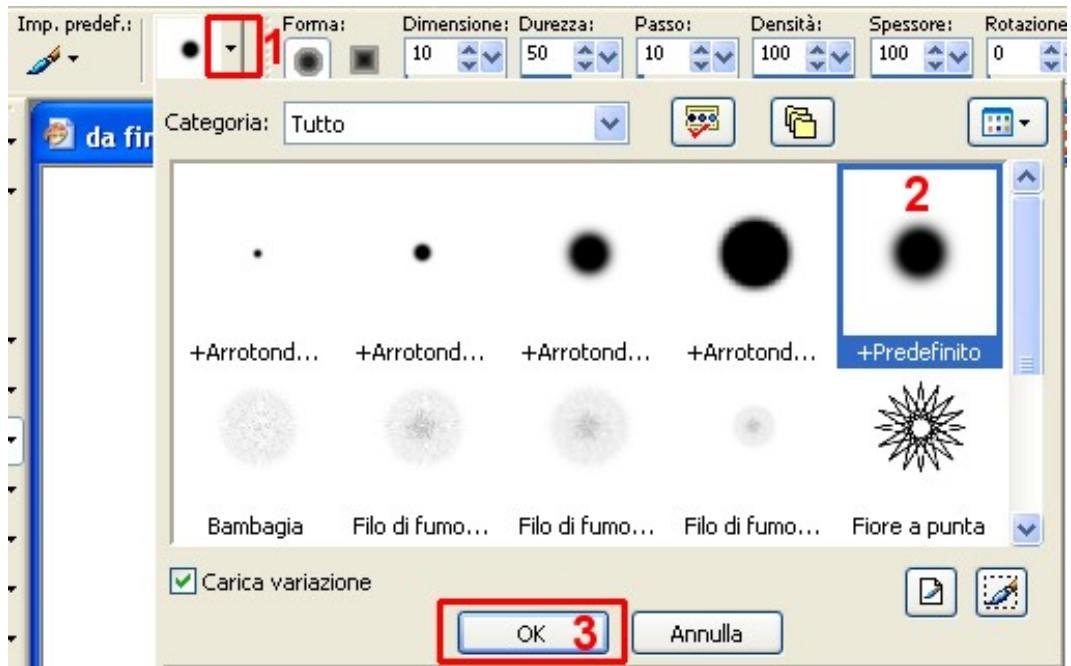 Imp. predef.: Forma: Dimensione: Durezza: Passo: Densità: Spessore: Rotazione
1 10 50 10 100 100 0
Categoria: Tutto
da fin
2
+Arrotond... +Arrotond... +Arrotond... +Arrotond... +Predefinito
Bambagia Filo di fumo... Filo di fumo... Filo di fumo... Fiore a punta
Carica variazione
OK 3 Annulla